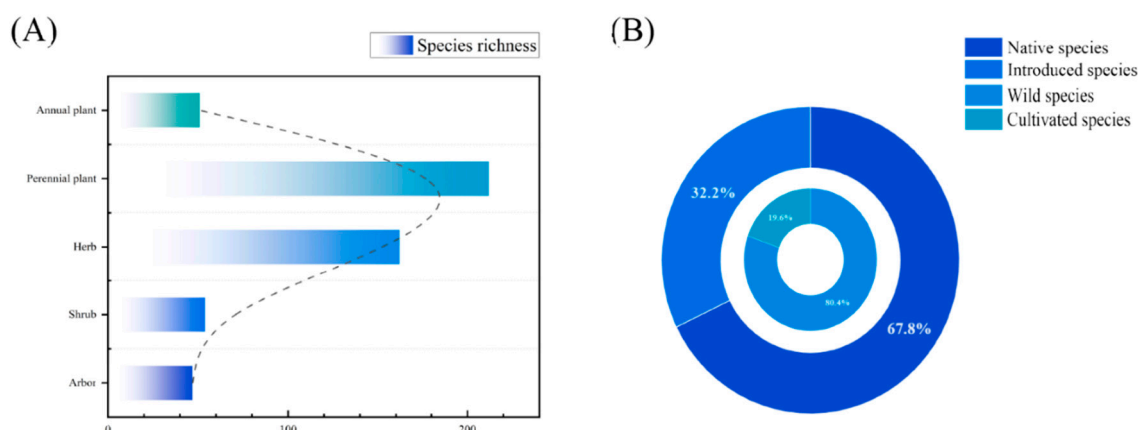 (A)
Species richness
Annual plant
Perennial plant
Herb
Shrub
Arbor
0
100
200
(B)
Native species
Introduced species
Wild species
Cultivated species
32.2%
19.6%
80.4%
67.8%